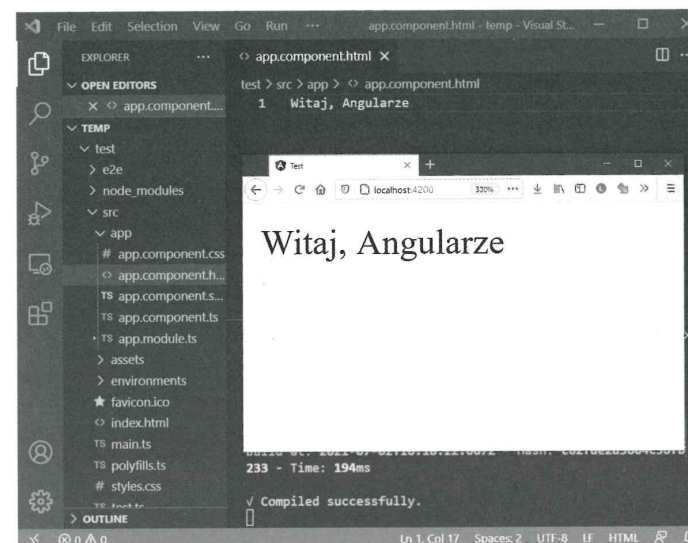 File Edit Selection View Go Run ··· app.component.html - temp - Visual St...
EXPLORER ···
OPEN EDITORS
app.component....
TEMP
test
e2e
node_modules
src
app
# app.component.css
app.component.h...
TS app.component.s...
TS app.component.ts
TS app.module.ts
assets
environments
favicon.ico
index.html
TS main.ts
TS polyfills.ts
# styles.css
OUTLINE
app.component.html
test > src > app > app.component.html
1 Witaj, Angularze
Test
localhost:4200 330% ···
Witaj, Angularze
233 - Time: 194ms
√ Compiled successfully.
0 0 Ln 1, Col 17 Spaces: 2 UTF-8 LF HTML